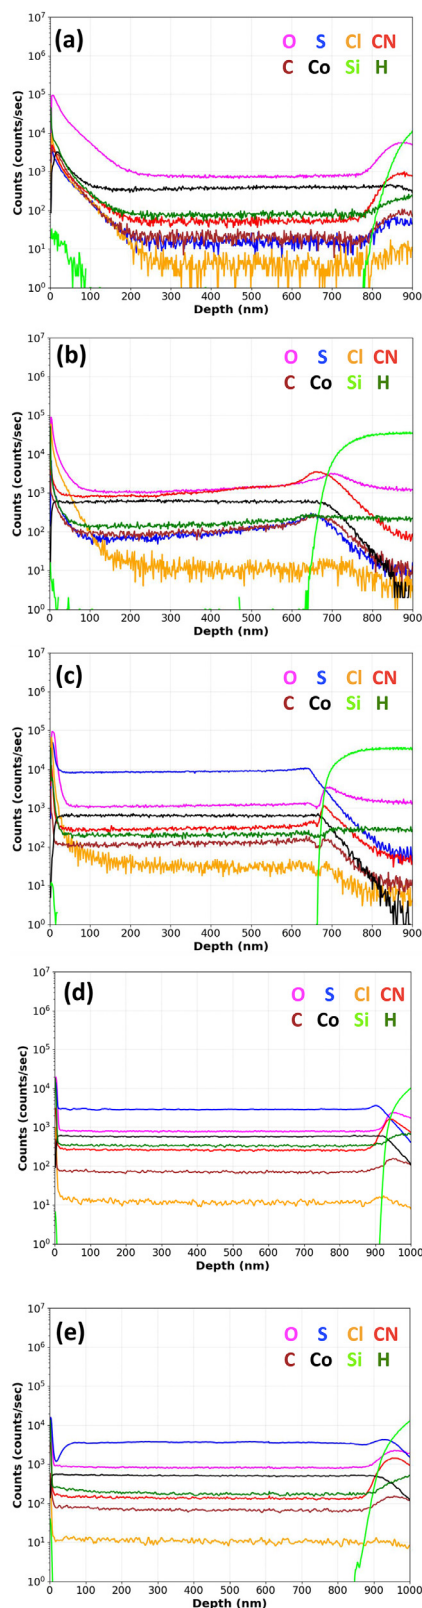 (a)
O S Cl CN
C Co Si H
Counts (counts/sec)
10⁷
10⁶
10⁵
10⁴
10³
10²
10¹
10⁰
0 100 200 300 400 500 600 700 800 900
Depth (nm)
(b)
O S Cl CN
C Co Si H
Counts (counts/sec)
10⁷
10⁶
10⁵
10⁴
10³
10²
10¹
10⁰
0 100 200 300 400 500 600 700 800 900
Depth (nm)
(c)
O S Cl CN
C Co Si H
Counts (counts/sec)
10⁷
10⁶
10⁵
10⁴
10³
10²
10¹
10⁰
0 100 200 300 400 500 600 700 800 900
Depth (nm)
(d)
O S Cl CN
C Co Si H
Counts (counts/sec)
10⁷
10⁶
10⁵
10⁴
10³
10²
10¹
10⁰
0 100 200 300 400 500 600 700 800 900 1000
Depth (nm)
(e)
O S Cl CN
C Co Si H
Counts (counts/sec)
10⁷
10⁶
10⁵
10⁴
10³
10²
10¹
10⁰
0 100 200 300 400 500 600 700 800 900 1000
Depth (nm)